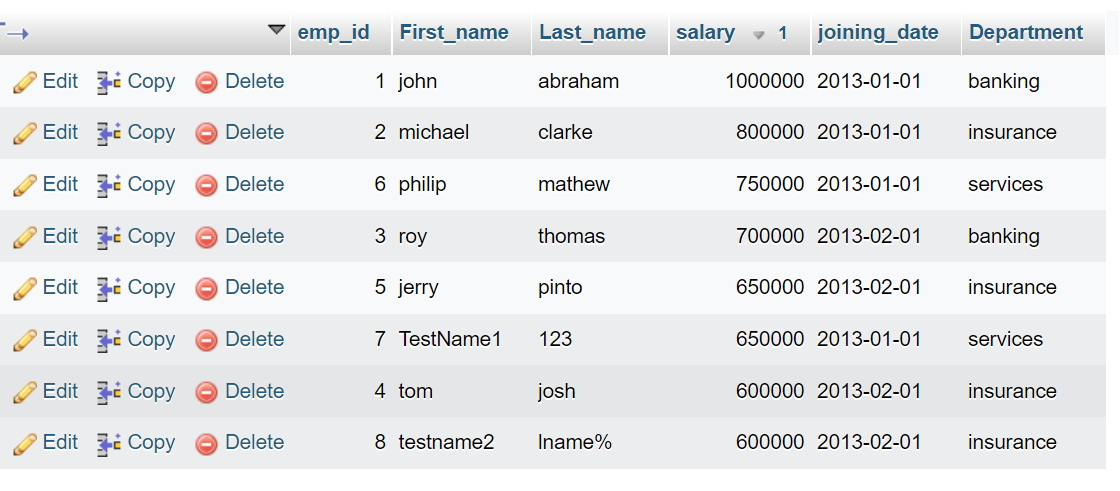 emp_id First_name Last_name salary 1 joining_date Department
Edit Copy Delete 1 john abraham 1000000 2013-01-01 banking
Edit Copy Delete 2 michael clarke 800000 2013-01-01 insurance
Edit Copy Delete 6 philip mathew 750000 2013-01-01 services
Edit Copy Delete 3 roy thomas 700000 2013-02-01 banking
Edit Copy Delete 5 jerry pinto 650000 2013-02-01 insurance
Edit Copy Delete 7 TestName1 123 650000 2013-01-01 services
Edit Copy Delete 4 tom josh 600000 2013-02-01 insurance
Edit Copy Delete 8 testname2 lname% 600000 2013-02-01 insurance